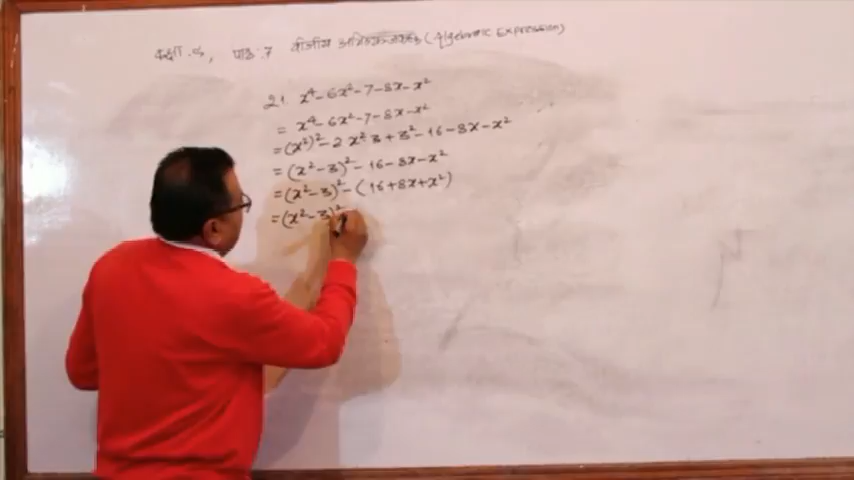 कक्षा :८, पाठ:7 बीजीय अभिव्यञ्जकहरू (Algebraic Expression)
21. x⁴-6x²-7-8x-x²
= x⁴-6x²-7-8x-x²
=(x²)²-2 x² 3 + 3²-16-8x-x²
=(x²-3)²-16-8x-x²
=(x²-3)²-(16+8x+x²)
=(x²-3)²